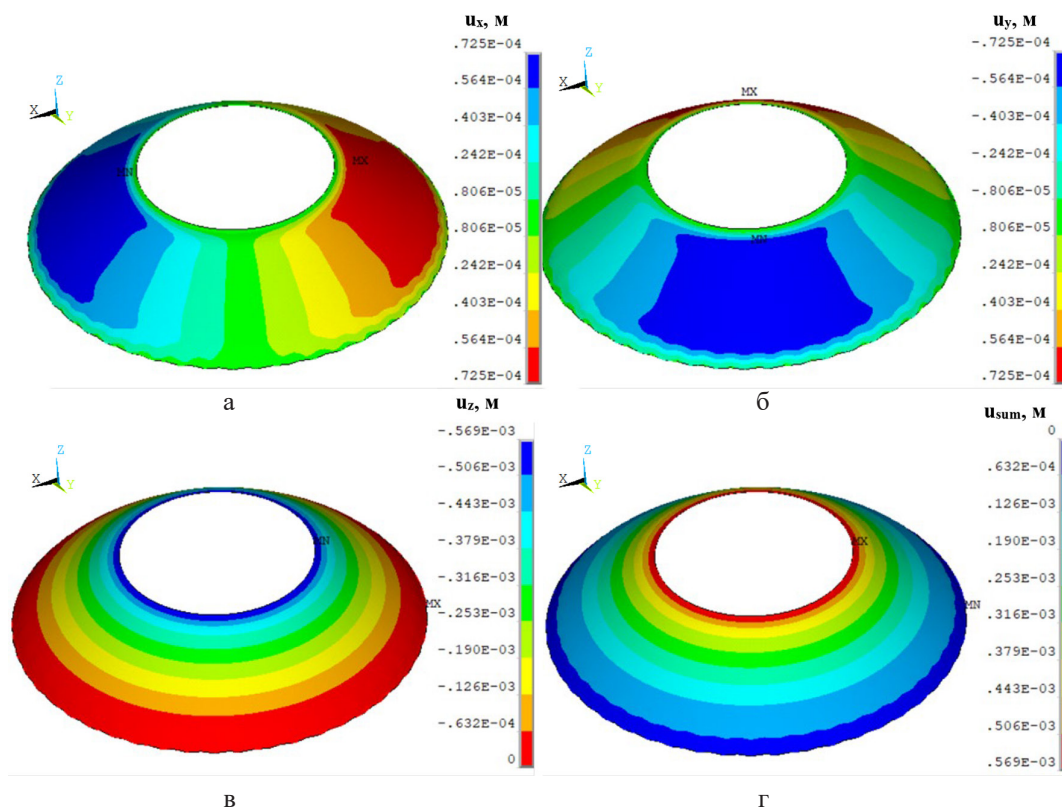 uₓ, м
.725E-04
.564E-04
.403E-04
.242E-04
.806E-05
.806E-05
.242E-04
.403E-04
.564E-04
.725E-04
Z
X
Y
MN
MX
а
u_y, м
-.725E-04
-.564E-04
-.403E-04
-.242E-04
-.806E-05
.806E-05
.242E-04
.403E-04
.564E-04
.725E-04
Z
X
Y
MX
MN
б
u_z, м
-.569E-03
-.506E-03
-.443E-03
-.379E-03
-.316E-03
-.253E-03
-.190E-03
-.126E-03
-.632E-04
0
Z
X
Y
MN
MX
в
u_sum, м
0
.632E-04
.126E-03
.190E-03
.253E-03
.316E-03
.379E-03
.443E-03
.506E-03
.569E-03
Z
X
Y
MX
MN
г